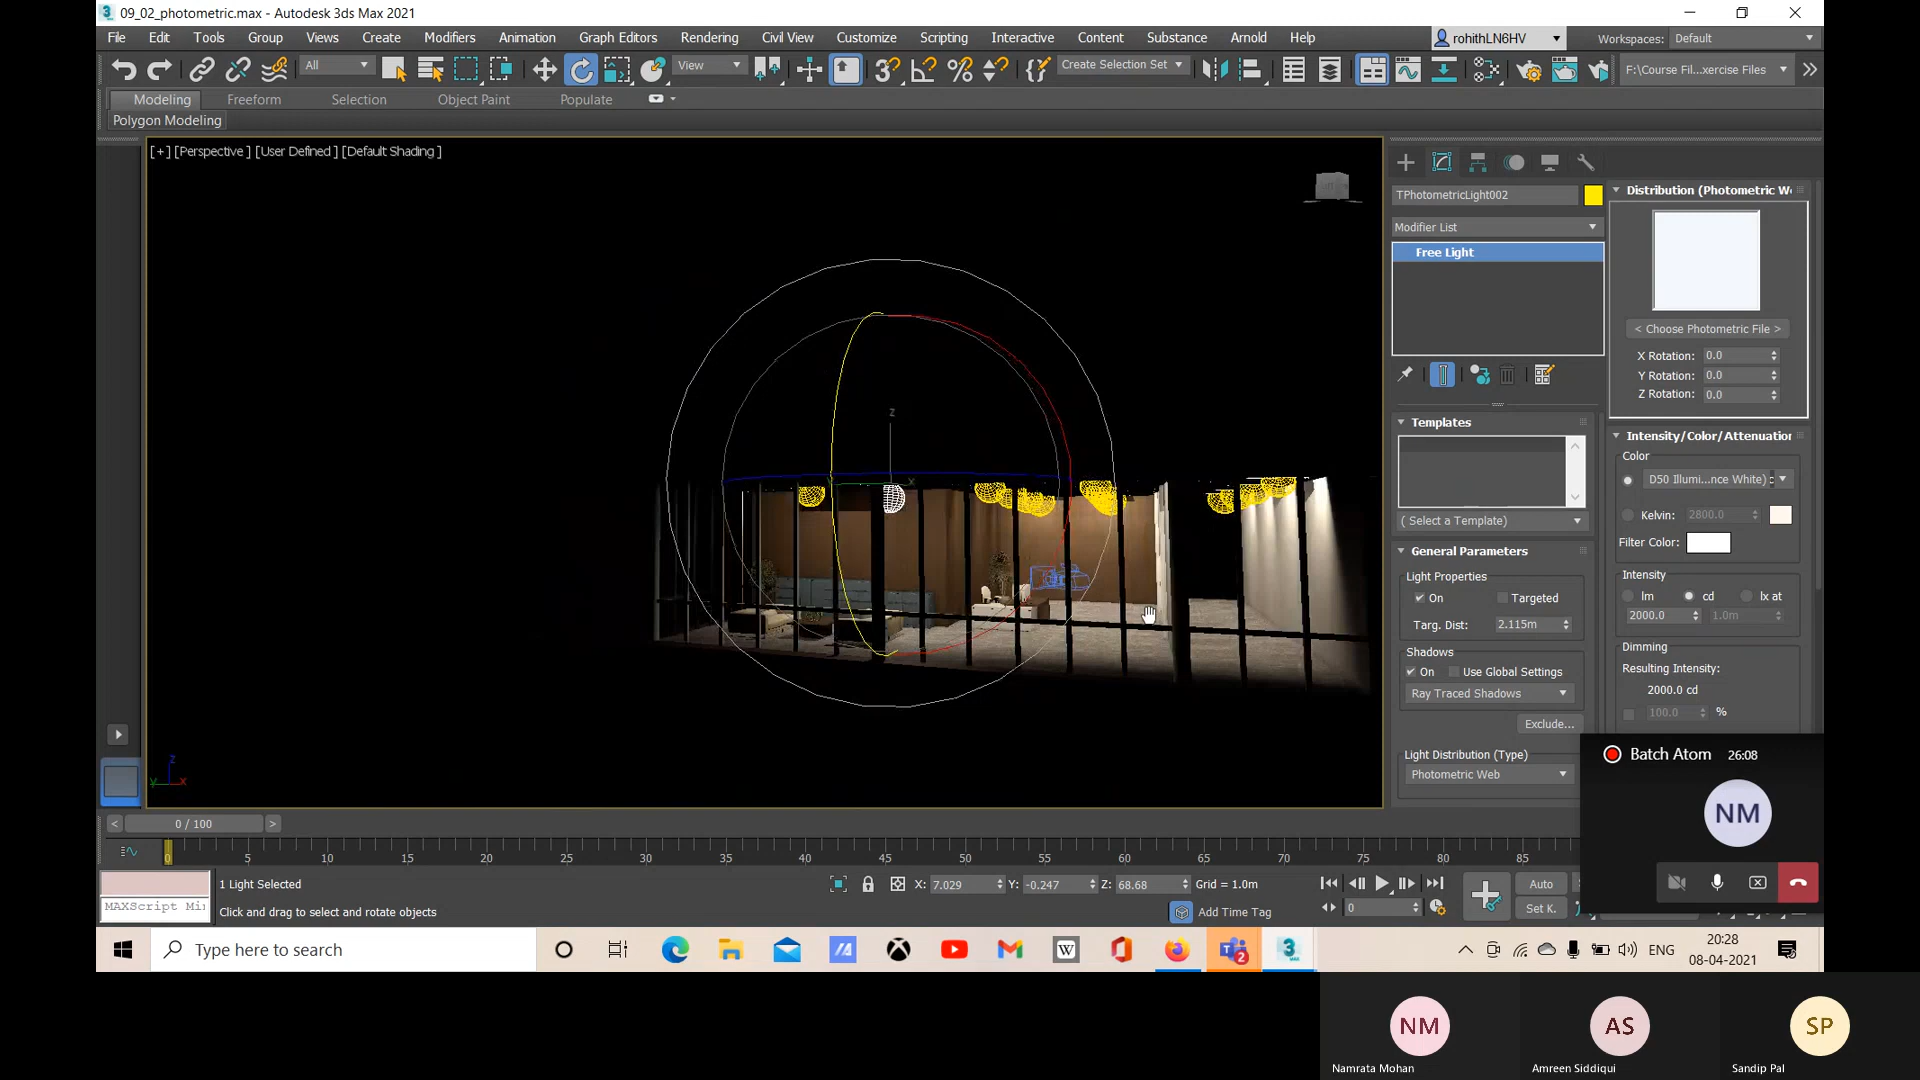 09_02_photometric.max - Autodesk 3ds Max 2021
File Edit Tools Group Views Create Modifiers Animation Graph Editors Rendering Civil View Customize Scripting Interactive Content Substance Arnold Help
rohithLN6HV
Workspaces: Default
All View Create Selection Set F:\Course Fil...xercise Files
Modeling Freeform Selection Object Paint Populate
Polygon Modeling
[+] [Perspective ] [User Defined ] [Default Shading ]
TPhotometricLight002
Modifier List
Free Light
Templates
( Select a Template)
General Parameters
Light Properties
On Targeted
Targ. Dist: 2.115m
Shadows
On Use Global Settings
Ray Traced Shadows
Exclude...
Light Distribution (Type)
Photometric Web
Distribution (Photometric W
< Choose Photometric File >
X Rotation: 0.0
Y Rotation: 0.0
Z Rotation: 0.0
Intensity/Color/Attenuation
Color
D50 Illumi...nce White)
Kelvin: 2800.0
Filter Color:
Intensity
lm cd lx at
2000.0 1.0m
Dimming
Resulting Intensity:
2000.0 cd
100.0 %
z
x
z
y x
Batch Atom 26:08
NM
< 0 / 100 >
0 5 10 15 20 25 30 35 40 45 50 55 60 65 70 75 80 85
1 Light Selected
X: 7.029 Y: -0.247 Z: 68.68 Grid = 1.0m
Auto
MAXScript Mi
Click and drag to select and rotate objects
Add Time Tag
0
Set K.
Type here to search
2
ENG
20:28
08-04-2021
NM AS SP
Namrata Mohan Amreen Siddiqui Sandip Pal